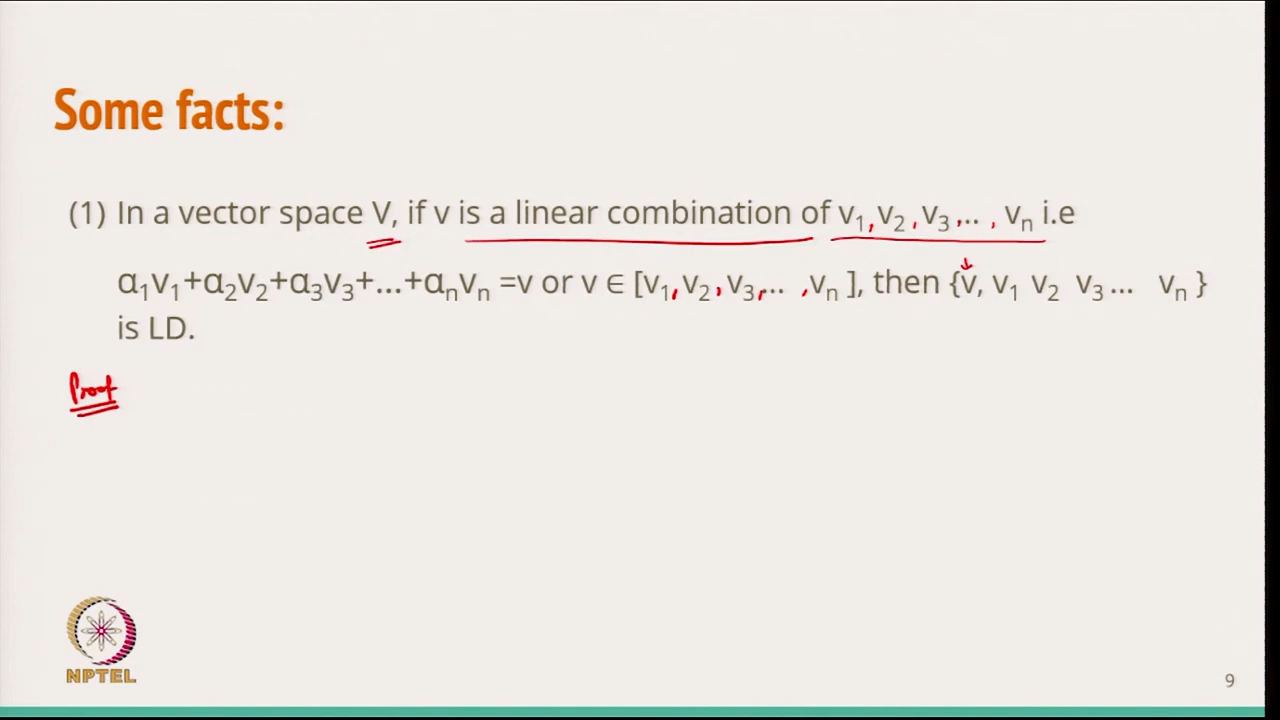 Some facts:
(1) In a vector space V, if v is a linear combination of v₁, v₂, v₃, .. , vₙ i.e
α₁v₁+α₂v₂+α₃v₃+...+αₙvₙ =v or v ∈ [v₁, v₂, v₃, ... , vₙ ], then {v, v₁ v₂ v₃ ... vₙ }
is LD.
Proof
NPTEL
9